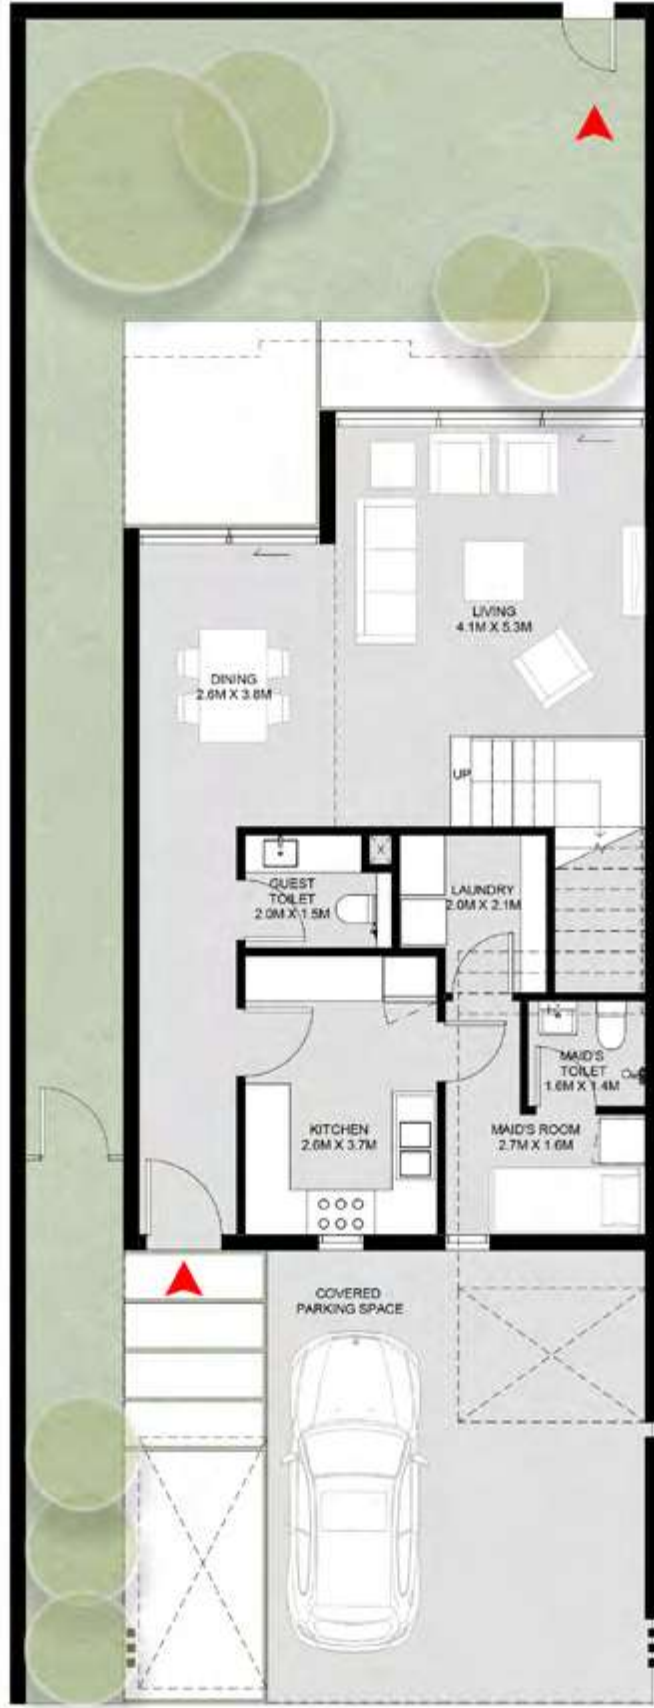 LIVING
4.1M X 5.3M
DINING
2.6M X 3.8M
UP
GUEST
TOILET
2.0M X 1.5M
X
LAUNDRY
2.0M X 2.1M
MAID'S
TOILET
1.6M X 1.4M
KITCHEN
2.6M X 3.7M
MAID'S ROOM
2.7M X 1.6M
COVERED
PARKING SPACE